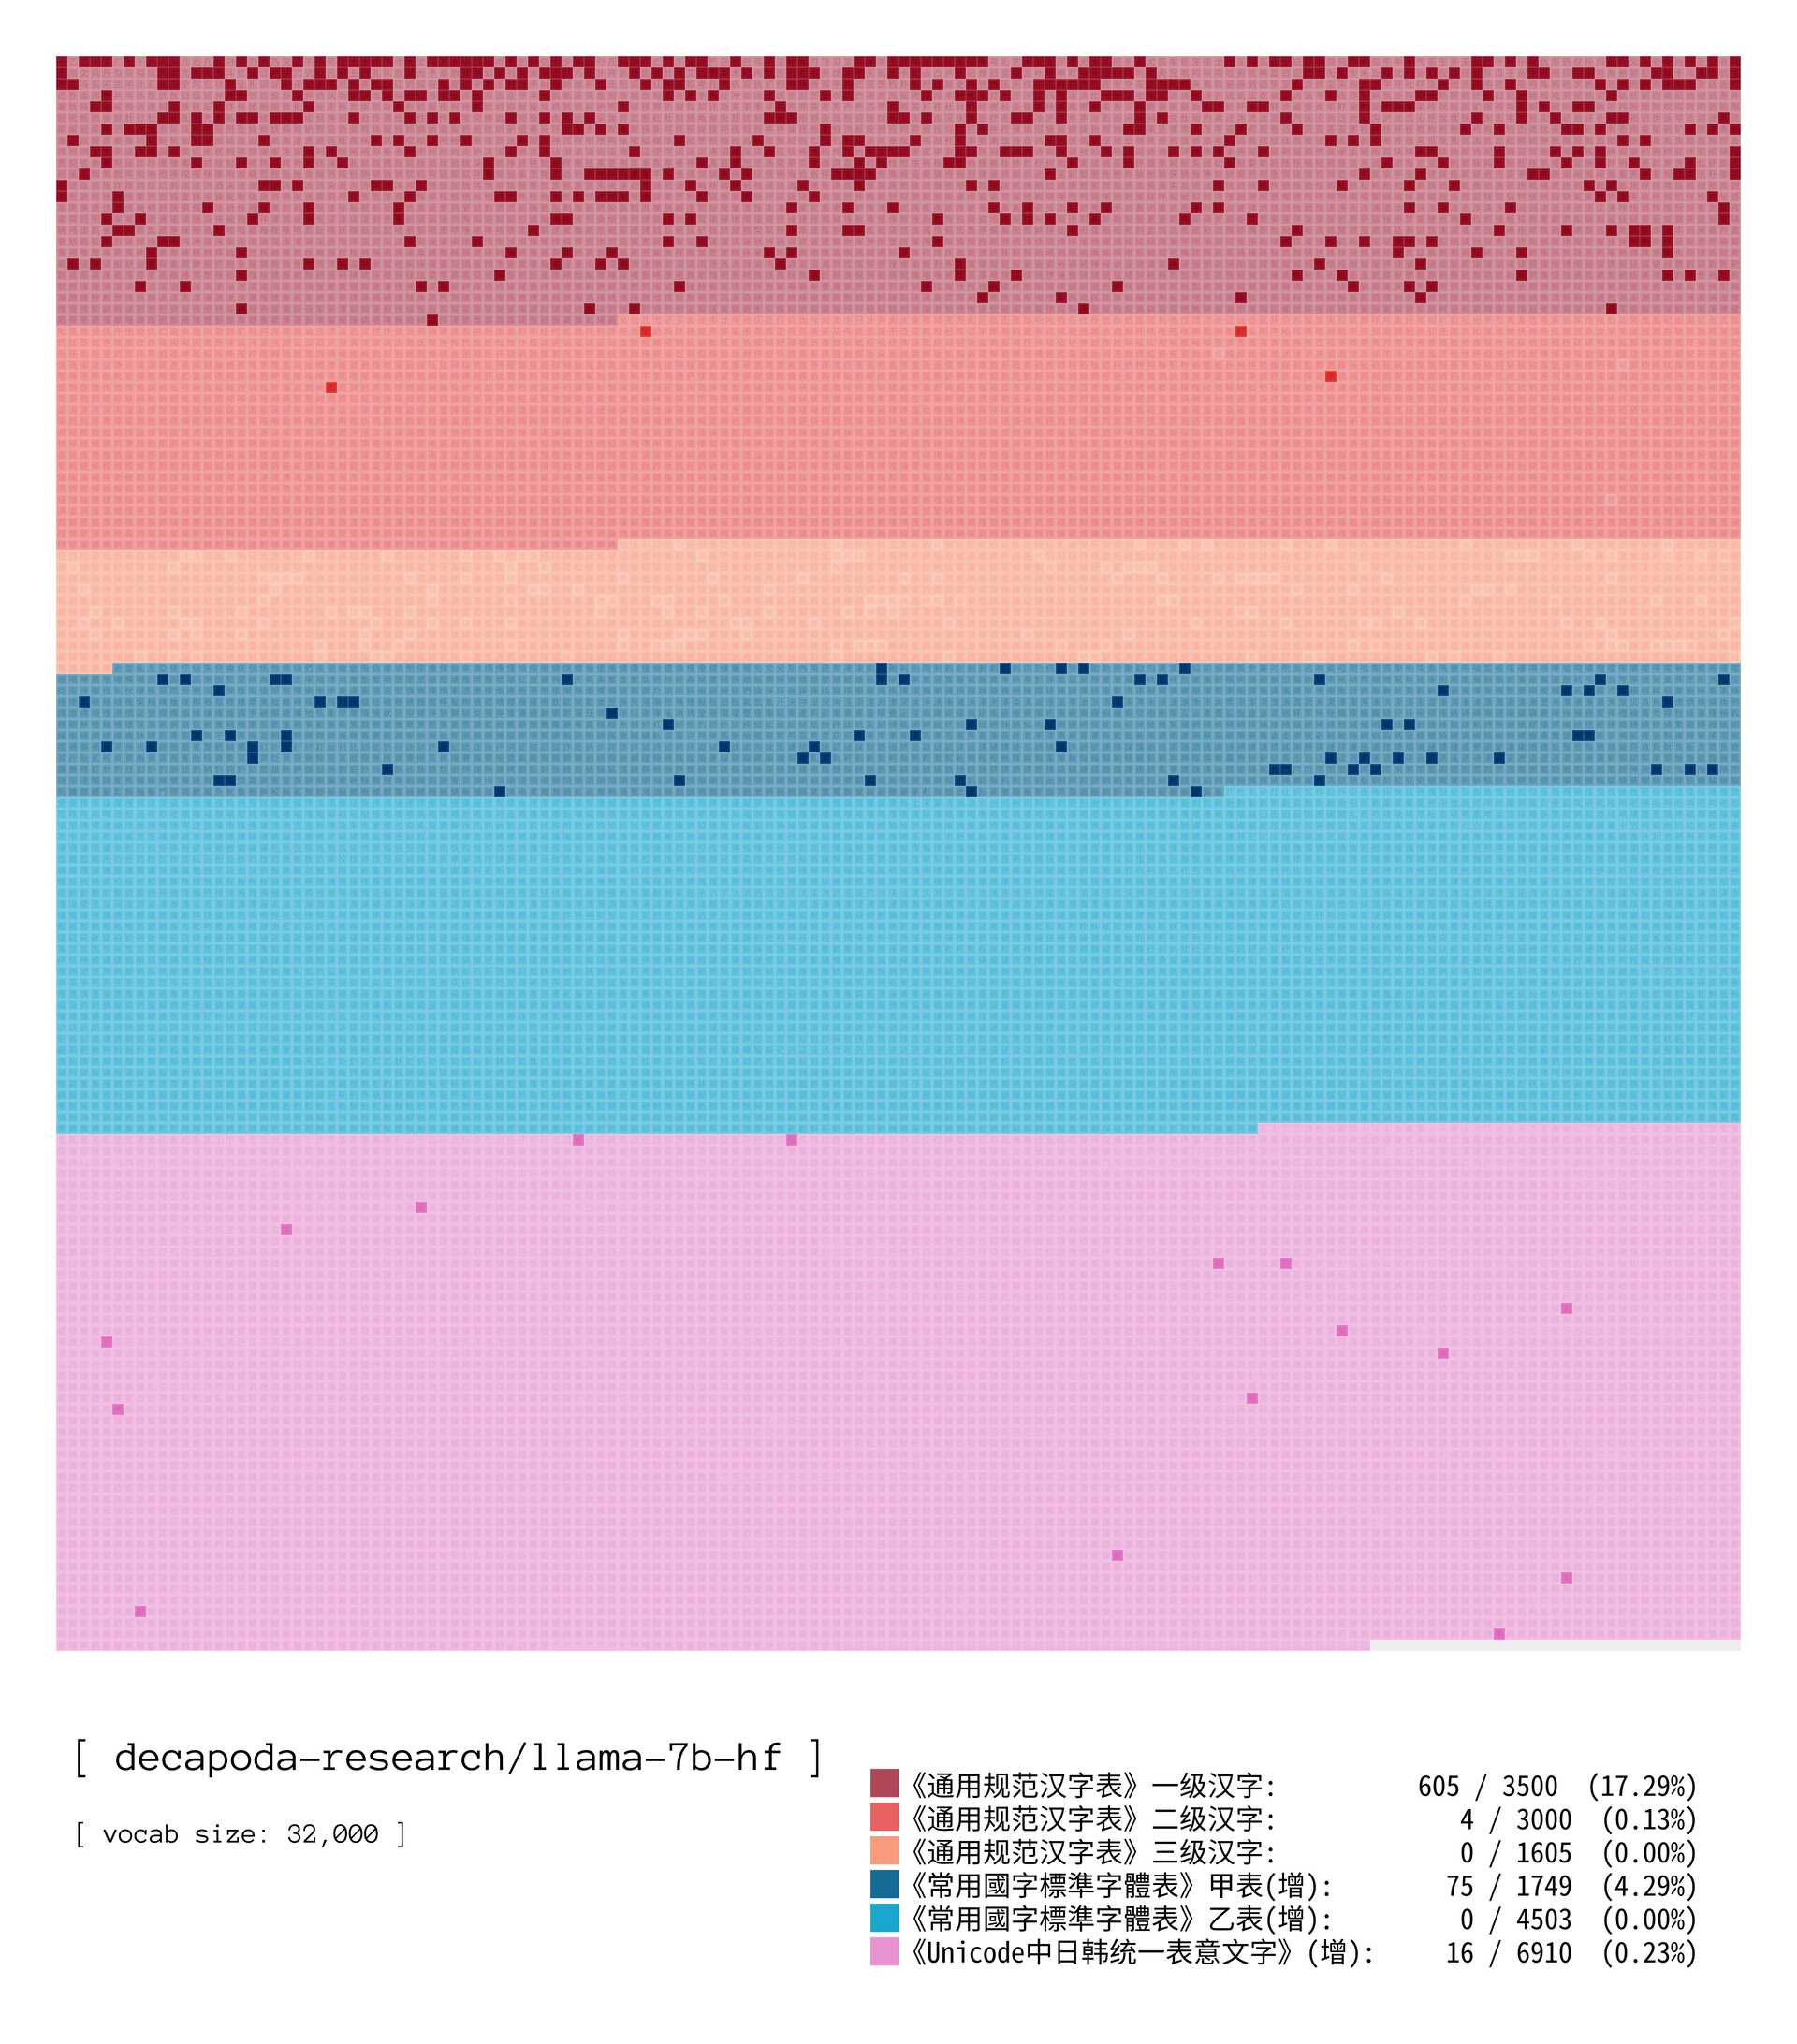 [ decapoda-research/llama-7b-hf ]
[ vocab size: 32,000 ]
《通用规范汉字表》一级汉字: 605 / 3500 (17.29%)
《通用规范汉字表》二级汉字: 4 / 3000 (0.13%)
《通用规范汉字表》三级汉字: 0 / 1605 (0.00%)
《常用國字標準字體表》甲表(增): 75 / 1749 (4.29%)
《常用國字標準字體表》乙表(增): 0 / 4503 (0.00%)
《Unicode中日韩统一表意文字》(增): 16 / 6910 (0.23%)